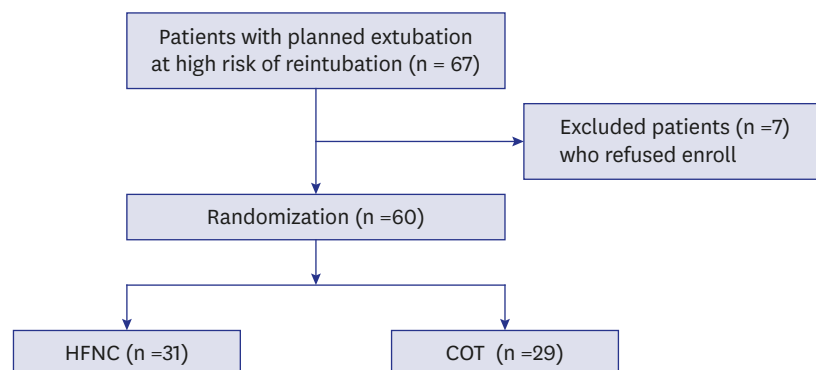 Patients with planned extubation
at high risk of reintubation (n = 67)
Excluded patients (n =7)
who refused enroll
Randomization (n =60)
HFNC (n =31)
COT (n =29)